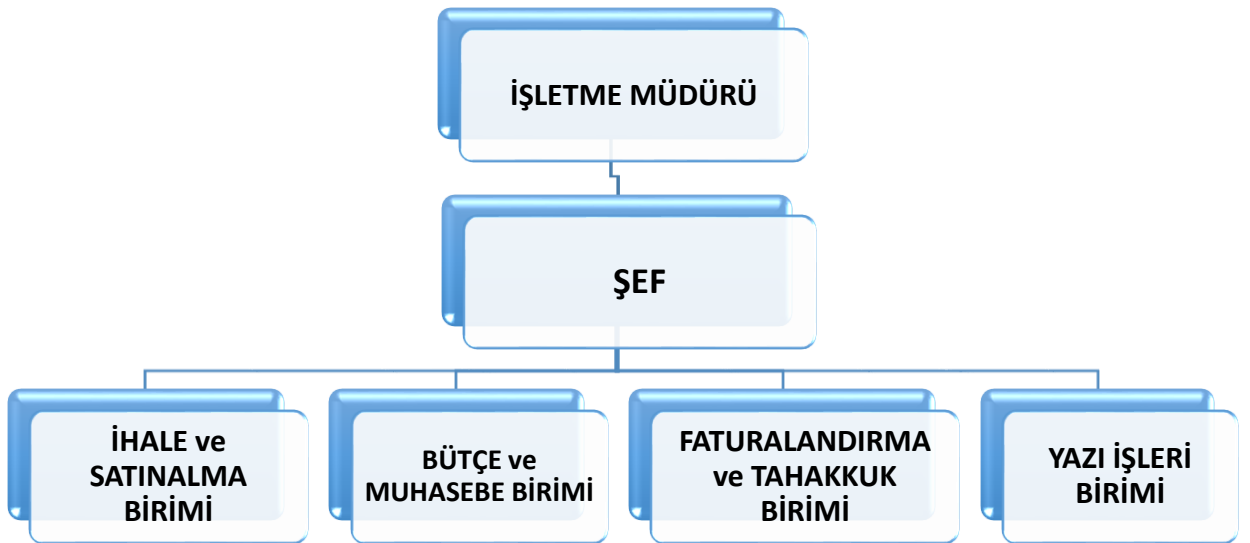 İŞLETME MÜDÜRÜ
ŞEF
İHALE ve
SATINALMA
BİRİMİ
BÜTÇE ve
MUHASEBE BİRİMİ
FATURALANDIRMA
ve TAHAKKUK
BİRİMİ
YAZI İŞLERİ
BİRİMİ